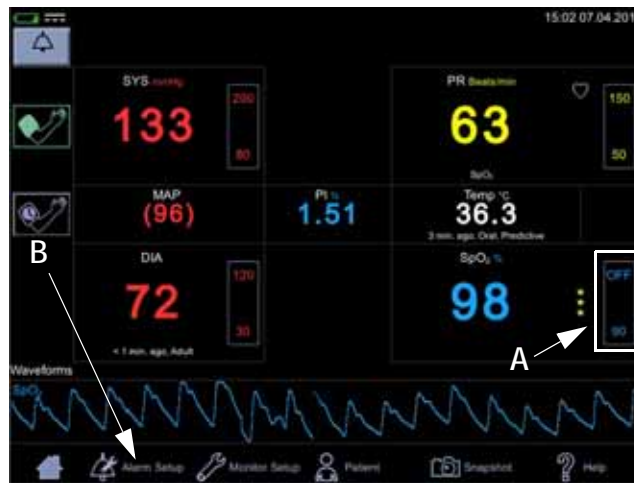 15:02 07.04.201
SYS mmHg
200
133
80
PR Beats/min
150
63
50
SpO₂
MAP
(96)
PI %
1.51
Temp °C
36.3
3 min. ago, Oral, Predictive
B
DIA
120
72
30
< 1 min. ago, Adult
SpO₂ %
OFF
98
90
A
Waveforms
SpO₂
Alarm Setup
Monitor Setup
Patient
Snapshot
Help